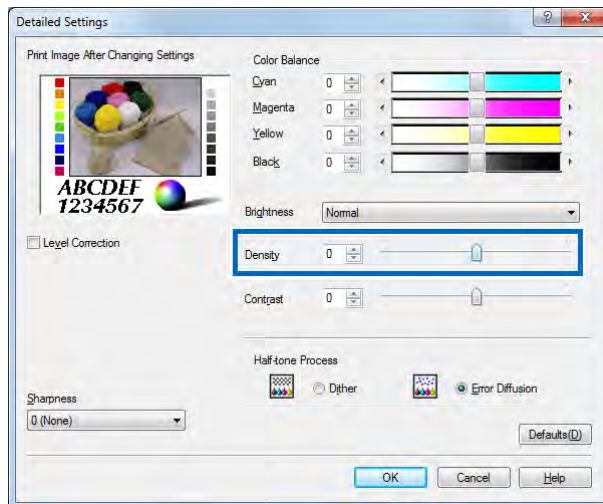 Detailed Settings
Print Image After Changing Settings
ABCDEF
1234567
Level Correction
Sharpness
0 (None)
Color Balance
Cyan 0
Magenta 0
Yellow 0
Black 0
Brightness Normal
Density 0
Contrast 0
Half-tone Process
Dither Error Diffusion
Defaults(D)
OK Cancel Help